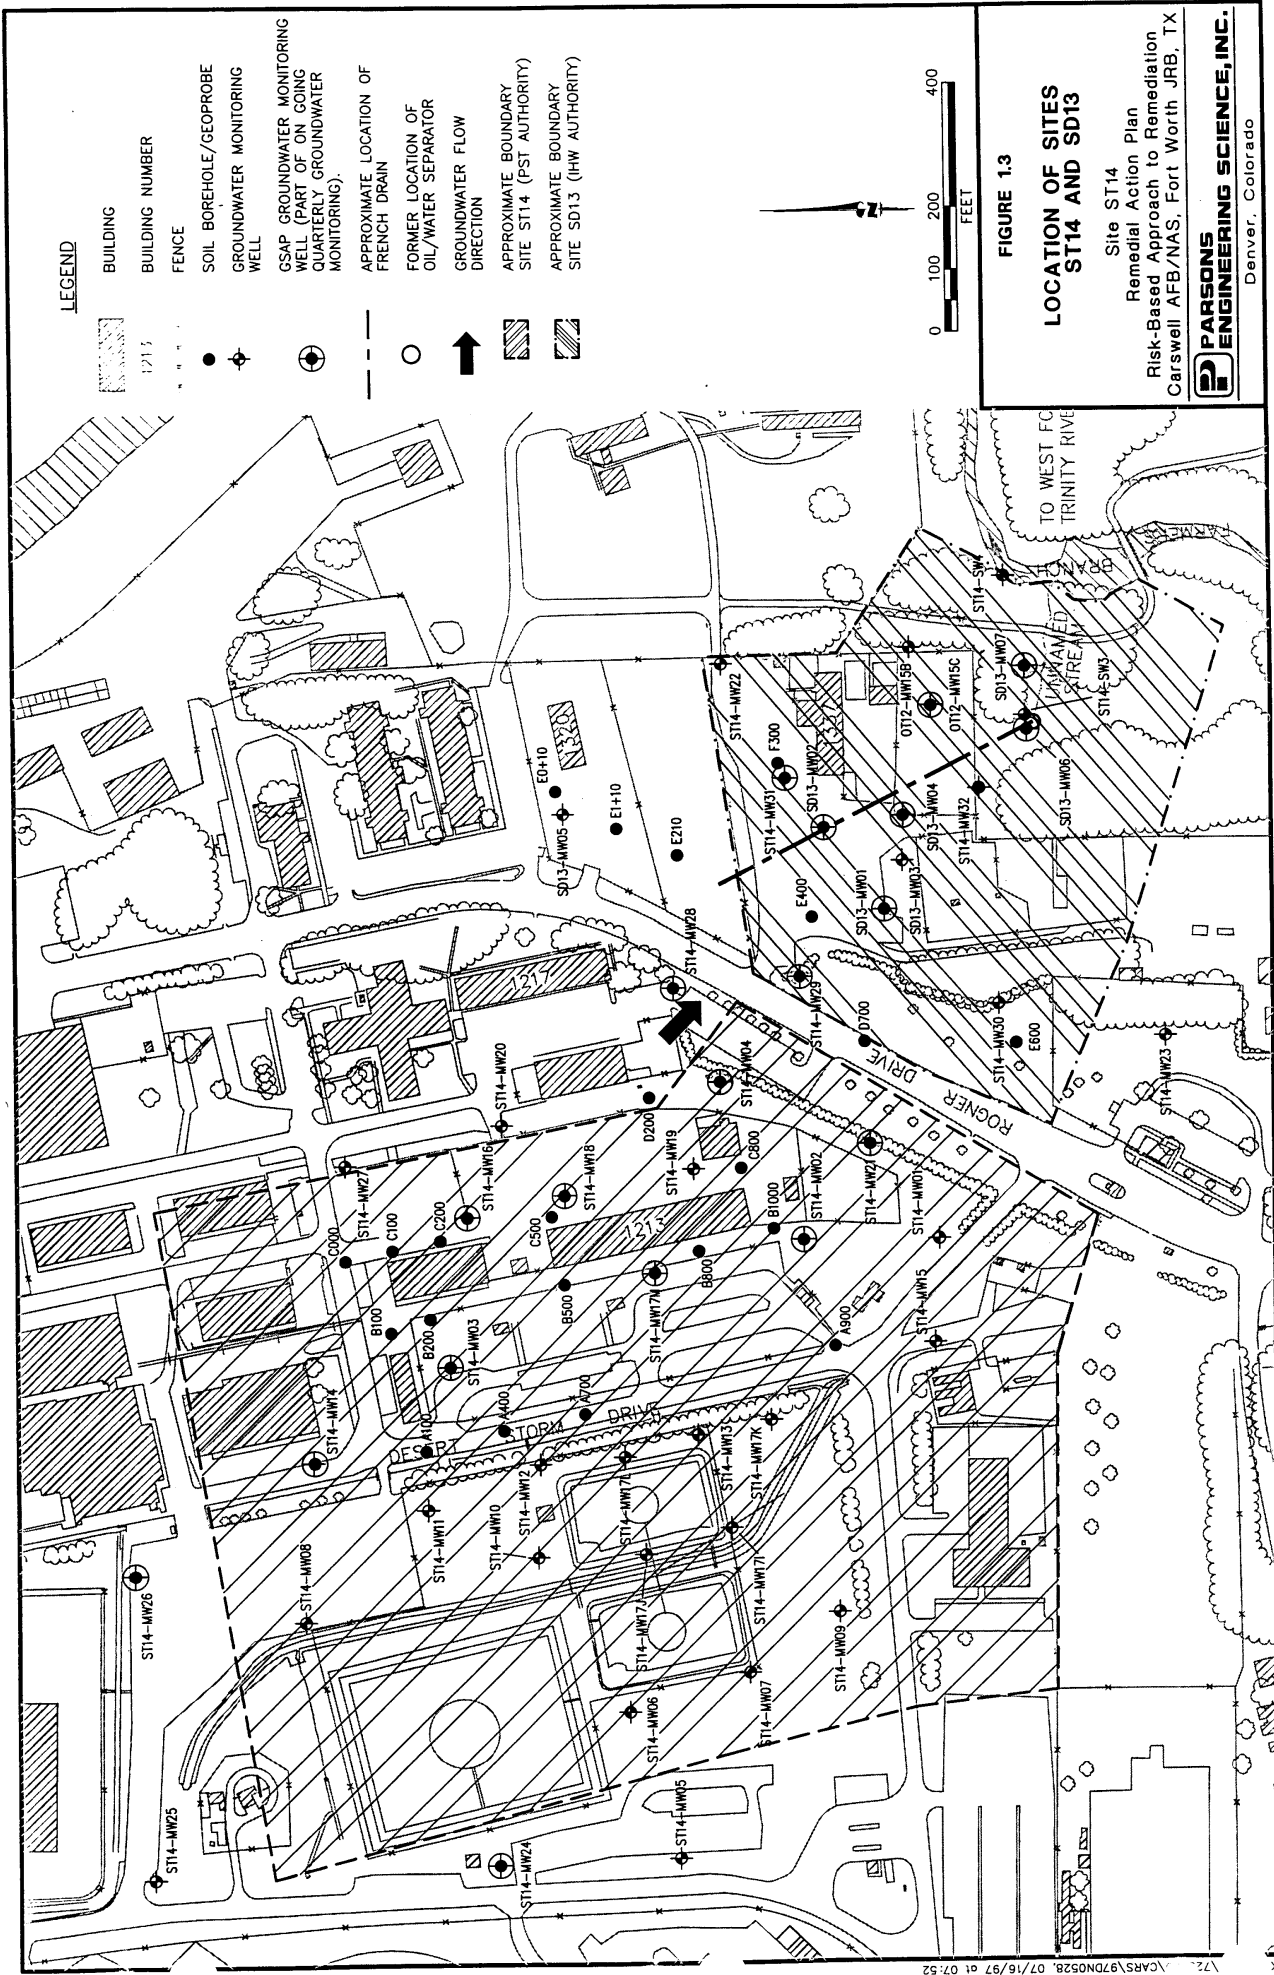 LEGEND
BUILDING
1213
BUILDING NUMBER
FENCE
SOIL BOREHOLE/GEOPROBE
GROUNDWATER MONITORING
WELL
GSAP GROUNDWATER MONITORING
WELL (PART OF ON GOING
QUARTERLY GROUNDWATER
MONITORING).
APPROXIMATE LOCATION OF
FRENCH DRAIN
FORMER LOCATION OF
OIL/WATER SEPARATOR
GROUNDWATER FLOW
DIRECTION
APPROXIMATE BOUNDARY
SITE ST14 (PST AUTHORITY)
APPROXIMATE BOUNDARY
SITE SD13 (IHW AUTHORITY)
N
0 100 200 400
FEET
FIGURE 1.3
LOCATION OF SITES
ST14 AND SD13
Site ST14
Remedial Action Plan
Risk-Based Approach to Remediation
Carswell AFB/NAS, Fort Worth JRB, TX
PARSONS
ENGINEERING SCIENCE, INC.
Denver, Colorado
ST14-MW25
ST14-MW26
ST14-MW08
ST14-MW14
ST14-MW27
ST14-MW24
ST14-MW05
ST14-MW06
ST14-MW07
ST14-MW09
ST14-MW10
ST14-MW11
ST14-MW12
ST14-MW13
ST14-MW17J
ST14-MW17L
ST14-MW17I
ST14-MW17K
ST14-MW17M
ST14-MW03
ST14-MW15
ST14-MW01
ST14-MW02
ST14-MW21
ST14-MW16
ST14-MW18
ST14-MW19
ST14-MW20
ST14-MW04
ST14-MW28
ST14-MW29
ST14-MW30
ST14-MW23
ST14-MW31
ST14-MW32
ST14-MW22
SD13-MW01
SD13-MW02
SD13-MW03
SD13-MW04
SD13-MW05
SD13-MW06
SD13-MW07
OT12-MW15B
OT12-MW15C
ST14-SW3
ST14-SW4
A100
A400
A700
A900
B100
B200
B500
B800
B1000
C000
C100
C200
C500
C800
D200
D700
E0+10
E1+10
E210
E400
E600
F300
1213
1217
1320
1337
DESERT STORM DRIVE
ROGNER DRIVE
UNNAMED
STREAM
FARMERS BRANCH
TO WEST FO
TRINITY RIVE
\CARS\97DN0528, 07/16/97 at 07:52